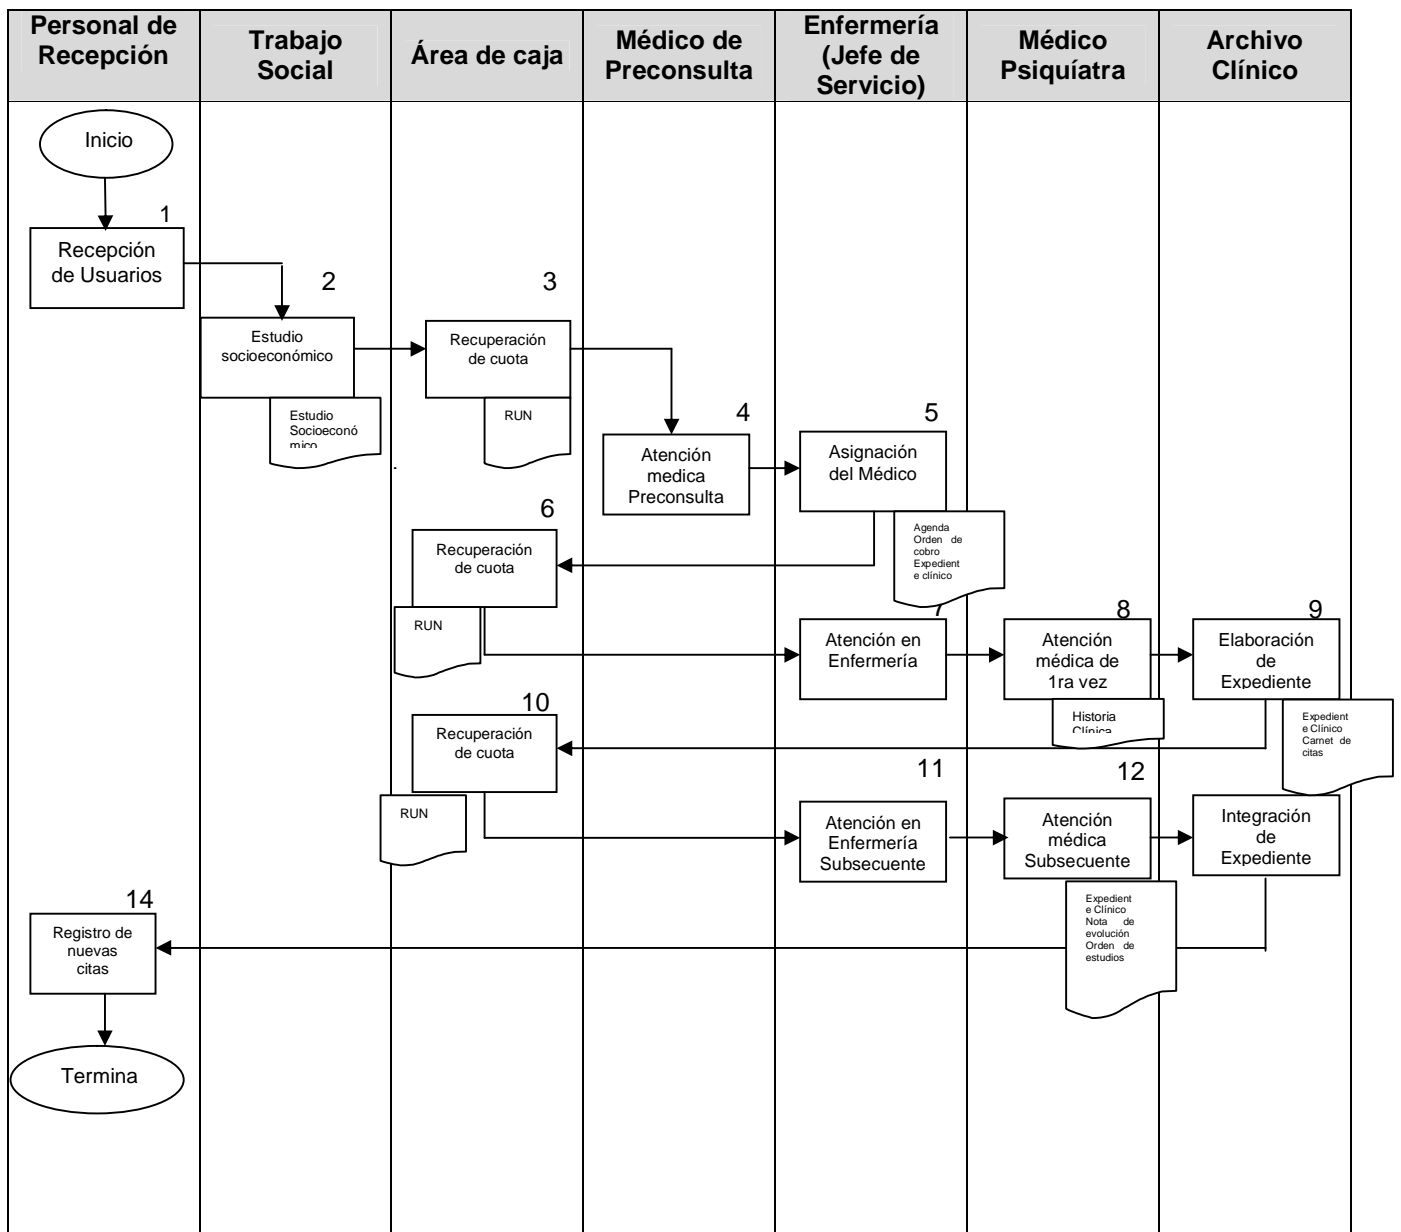 Personal de
Recepción
Trabajo
Social
Área de caja
Médico de
Preconsulta
Enfermería
(Jefe de
Servicio)
Médico
Psiquíatra
Archivo
Clínico
Inicio
1
Recepción
de Usuarios
2
Estudio
socioeconómico
Estudio
Socioeconó
mico
3
Recuperación
de cuota
RUN
4
Atención
medica
Preconsulta
5
Asignación
del Médico
Agenda
Orden de
cobro
Expedient
e clínico
6
Recuperación
de cuota
RUN
7
Atención en
Enfermería
8
Atención
médica de
1ra vez
Historia
Clínica
9
Elaboración
de
Expediente
Expedient
e Clínico
Carnet de
citas
10
Recuperación
de cuota
RUN
11
Atención en
Enfermería
Subsecuente
12
Atención
médica
Subsecuente
Expedient
e Clínico
Nota de
evolución
Orden de
estudios
Integración
de
Expediente
14
Registro de
nuevas
citas
Termina